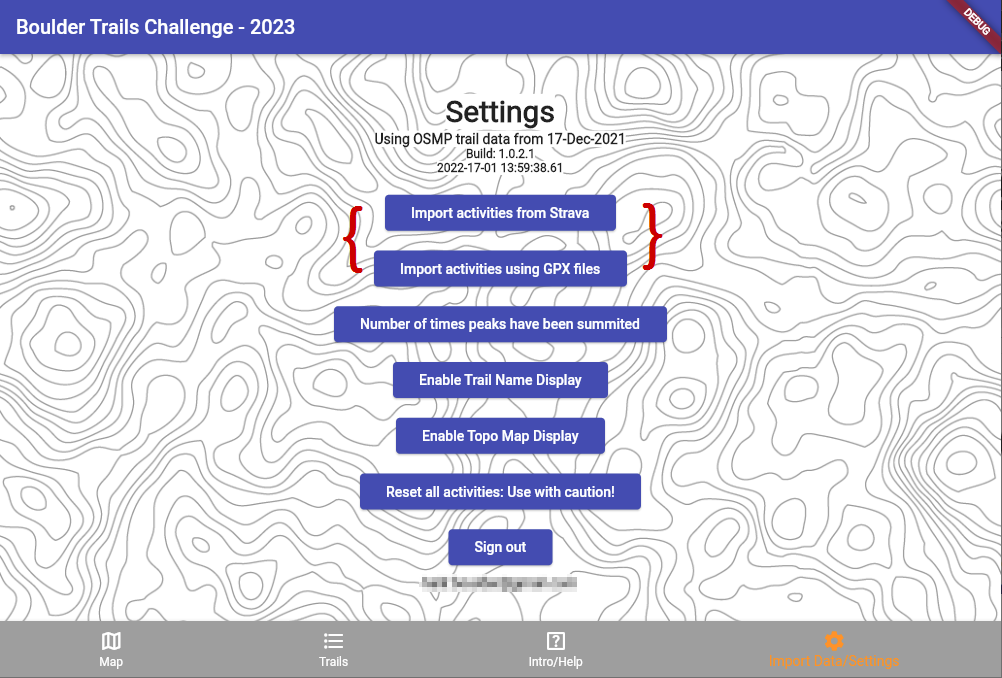 Boulder Trails Challenge - 2023
DEBUG
Settings
Using OSMP trail data from 17-Dec-2021
Build: 1.0.2.1
2022-17-01 13:59:38.61
{
}
Import activities from Strava
Import activities using GPX files
Number of times peaks have been summited
Enable Trail Name Display
Enable Topo Map Display
Reset all activities: Use with caution!
Sign out
Map
Trails
Intro/Help
Import Data/Settings